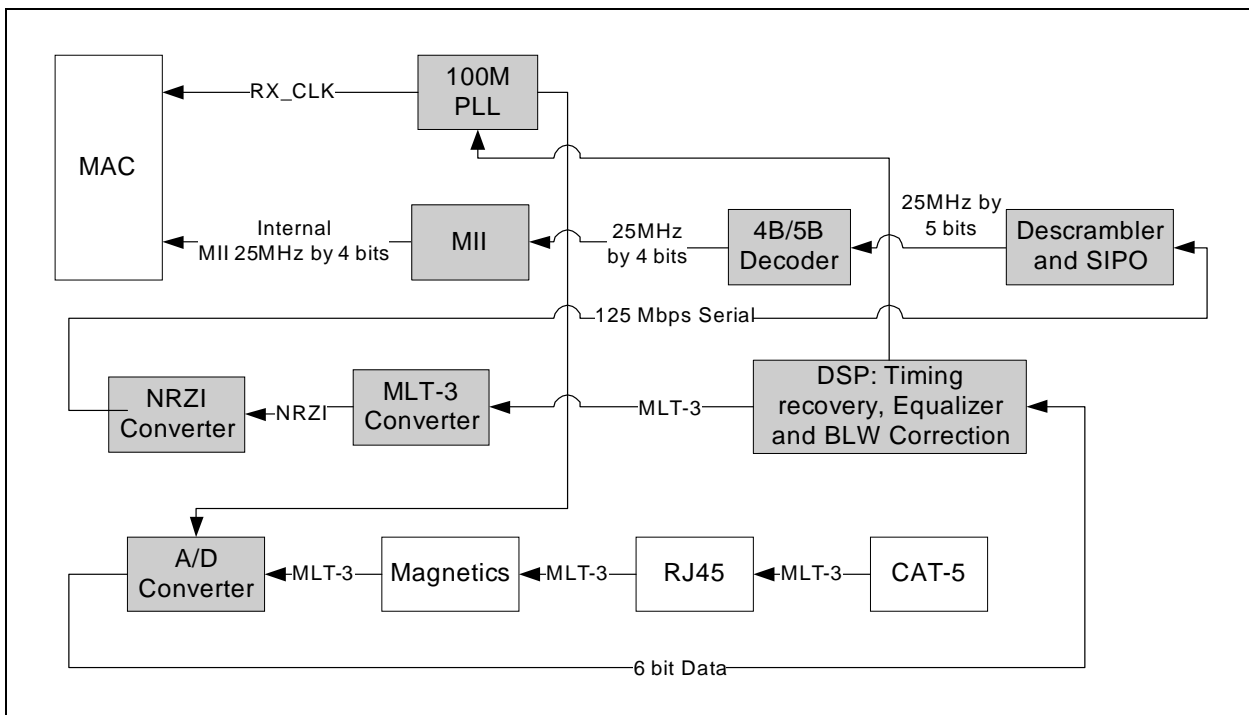 100M
PLL
RX_CLK
MAC
Internal
MII 25MHz by 4 bits
MII
25MHz
by 4 bits
4B/5B
Decoder
25MHz by
5 bits
Descrambler
and SIPO
125 Mbps Serial
NRZI
Converter
NRZI
MLT-3
Converter
MLT-3
DSP: Timing
recovery, Equalizer
and BLW Correction
A/D
Converter
MLT-3
Magnetics
MLT-3
RJ45
MLT-3
CAT-5
6 bit Data